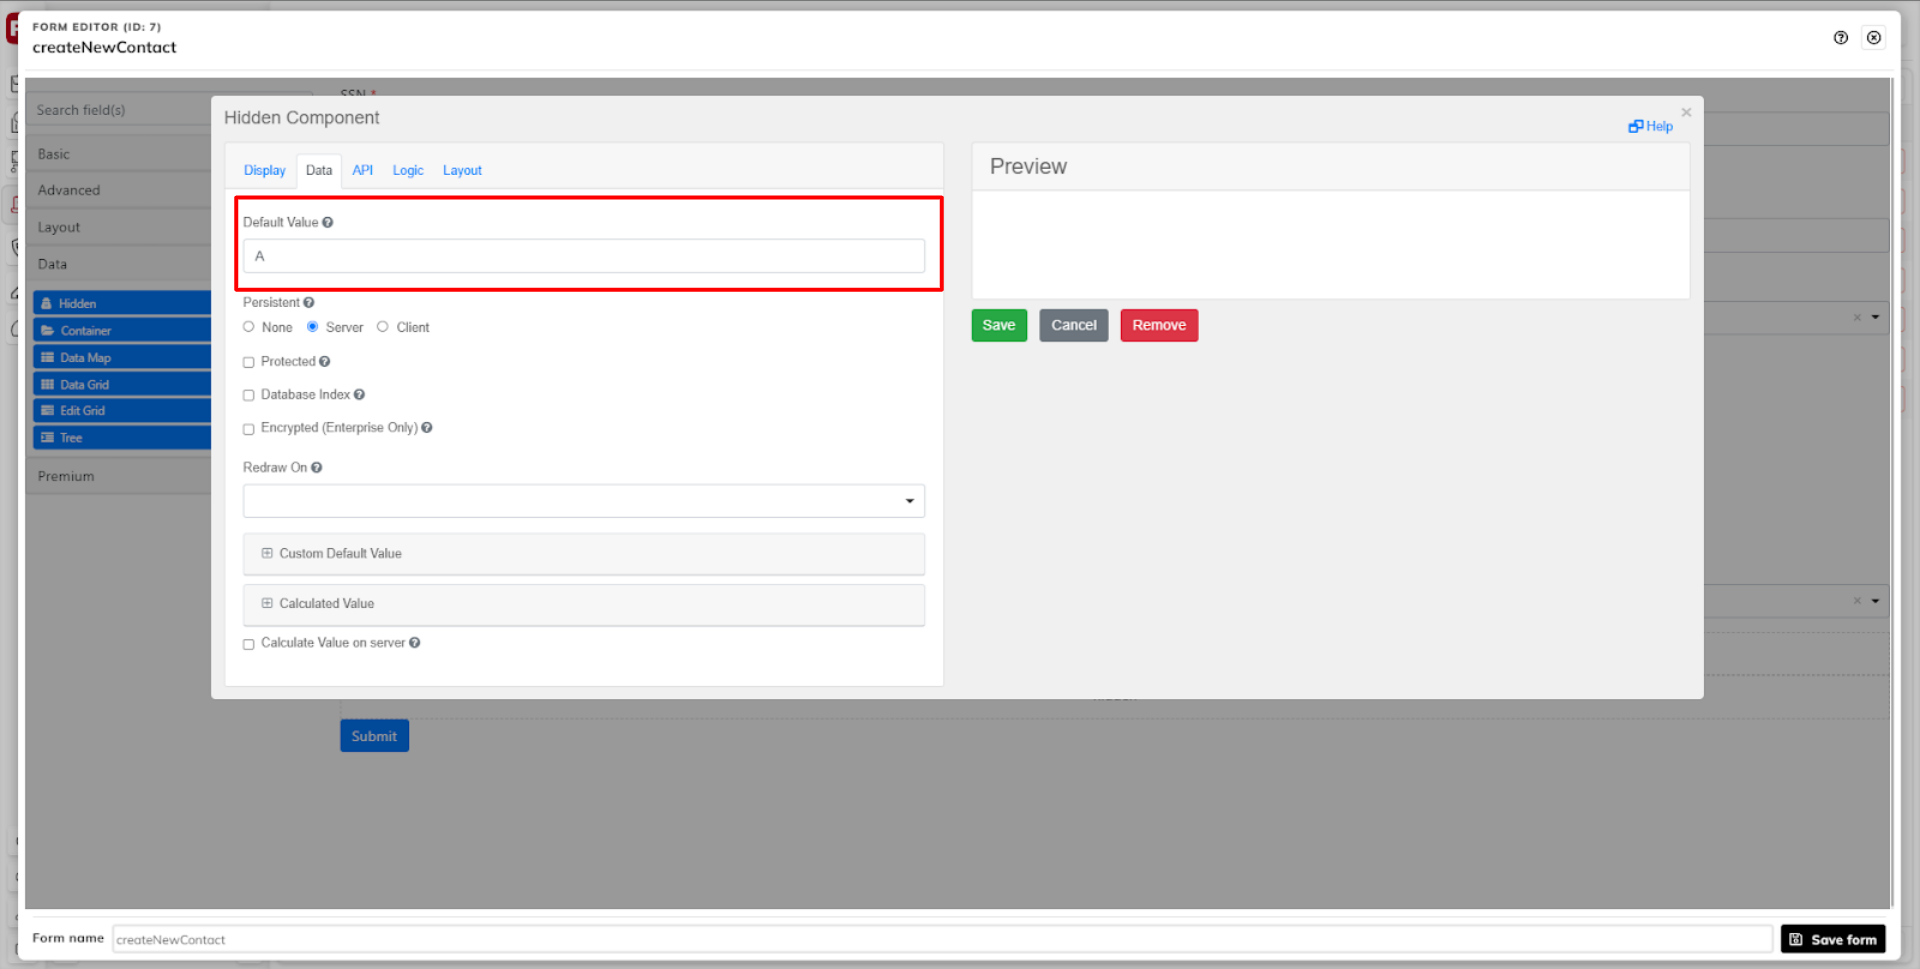 FORM EDITOR (ID: 7)
createNewContact
SSN *
Search field(s)
Basic
Advanced
Layout
Data
Hidden
Container
Data Map
Data Grid
Edit Grid
Tree
Premium
Hidden Component
Help
Display Data API Logic Layout
Default Value
A
Persistent
None Server Client
Protected
Database Index
Encrypted (Enterprise Only)
Redraw On
Custom Default Value
Calculated Value
Calculate Value on server
Preview
Save Cancel Remove
Submit
Form name createNewContact
Save form